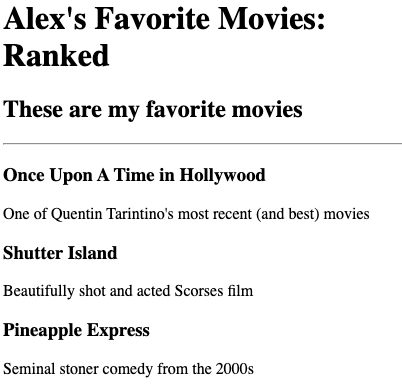 Alex's Favorite Movies:
Ranked
These are my favorite movies
Once Upon A Time in Hollywood
One of Quentin Tarintino's most recent (and best) movies
Shutter Island
Beautifully shot and acted Scorses film
Pineapple Express
Seminal stoner comedy from the 2000s